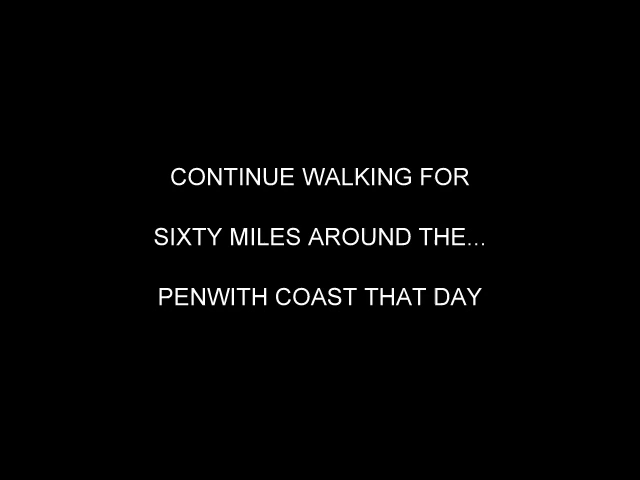 CONTINUE WALKING FOR
SIXTY MILES AROUND THE...
PENWITH COAST THAT DAY